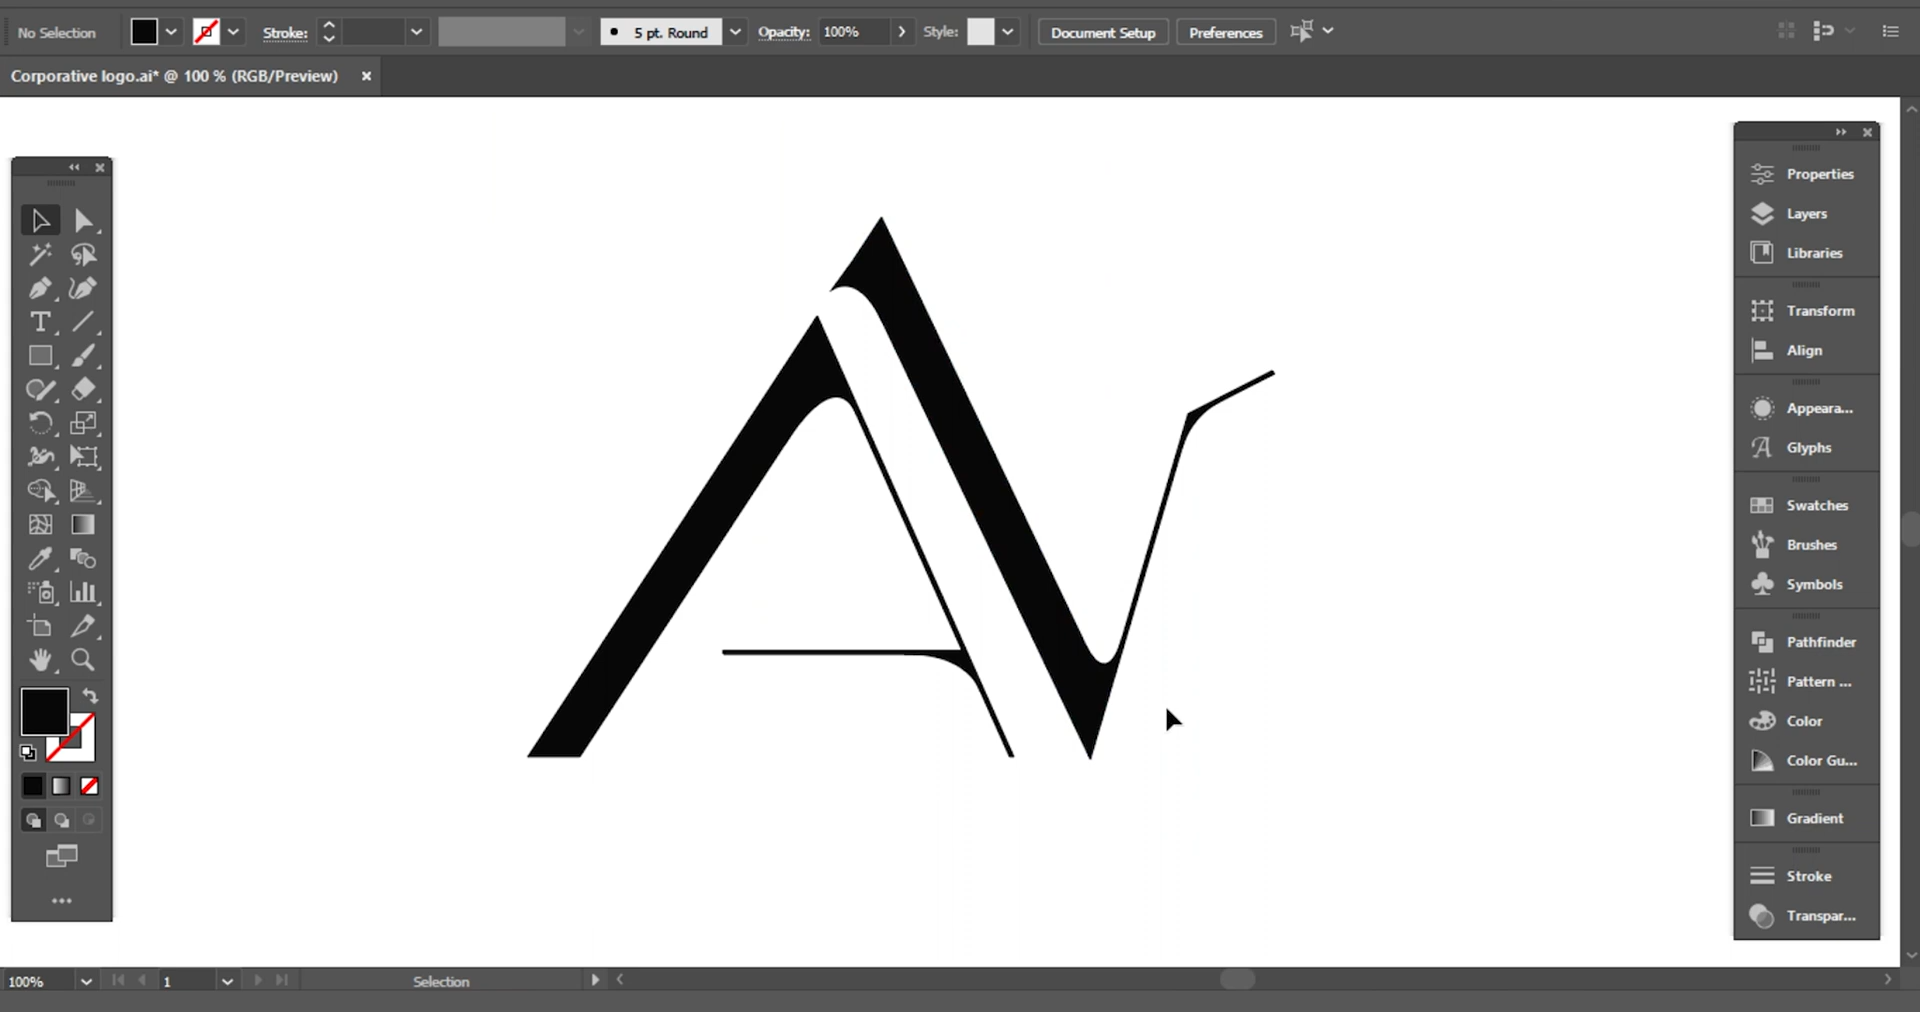 No Selection Stroke: 5 pt. Round Opacity: 100% Style: Document Setup Preferences
Corporative logo.ai* @ 100 % (RGB/Preview)
Properties
Layers
Libraries
Transform
Align
Appeara...
Glyphs
Swatches
Brushes
Symbols
Pathfinder
Pattern ...
Color
Color Gu...
Gradient
Stroke
Transpar...
AV
100% 1 Selection